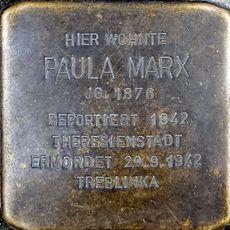 HIER WOHNTE
PAULA MARX
JG. 1876
DEPORTIERT 1942
THERESIENSTADT
ERMORDET 29.9.1942
TREBLINKA